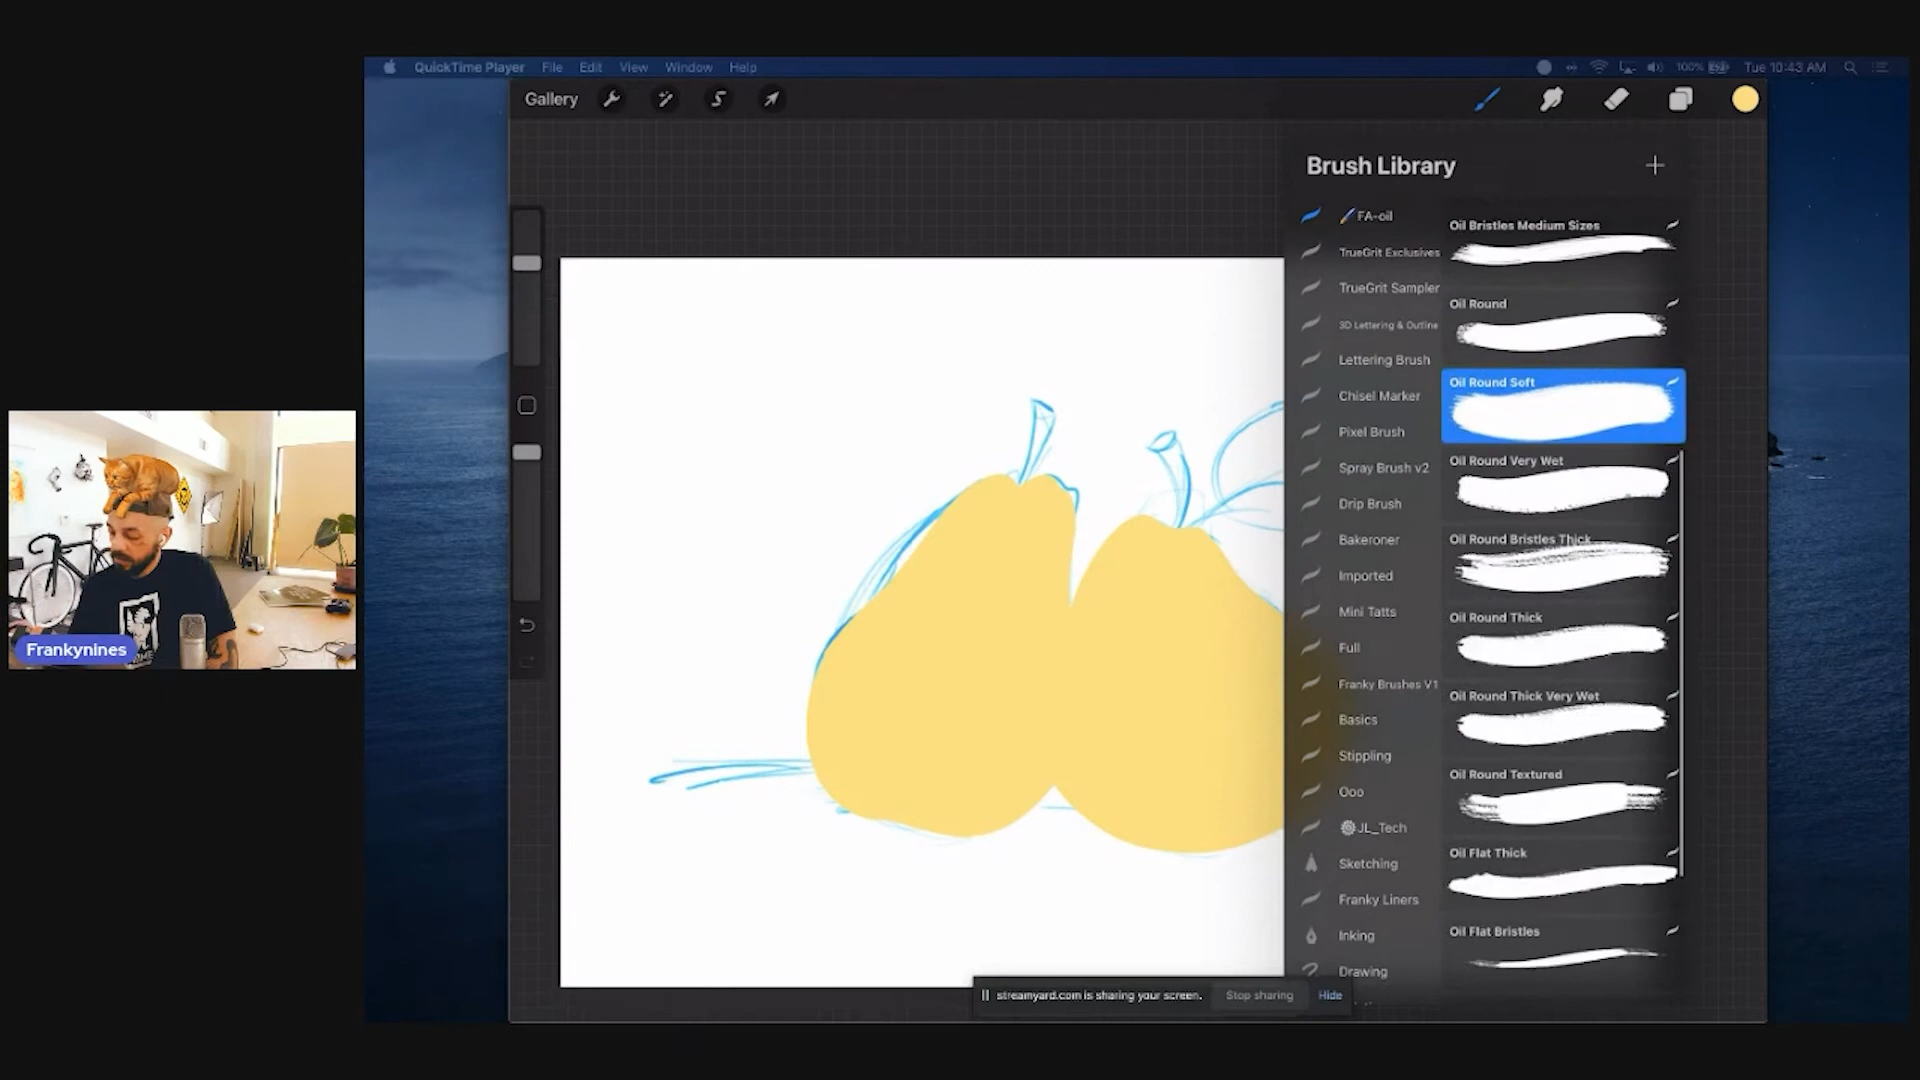 QuickTime Player File Edit View Window Help
100% Tue 10:43 AM
Gallery
Brush Library
FA-oil
TrueGrit Exclusives
TrueGrit Sampler
3D Lettering & Outline
Lettering Brush
Chisel Marker
Pixel Brush
Spray Brush v2
Drip Brush
Bakeroner
Imported
Mini Tatts
Full
Franky Brushes V1
Basics
Stippling
Ooo
JL_Tech
Sketching
Franky Liners
Inking
Drawing
Oil Bristles Medium Sizes
Oil Round
Oil Round Soft
Oil Round Very Wet
Oil Round Bristles Thick
Oil Round Thick
Oil Round Thick Very Wet
Oil Round Textured
Oil Flat Thick
Oil Flat Bristles
Frankynines
streamyard.com is sharing your screen. Stop sharing Hide